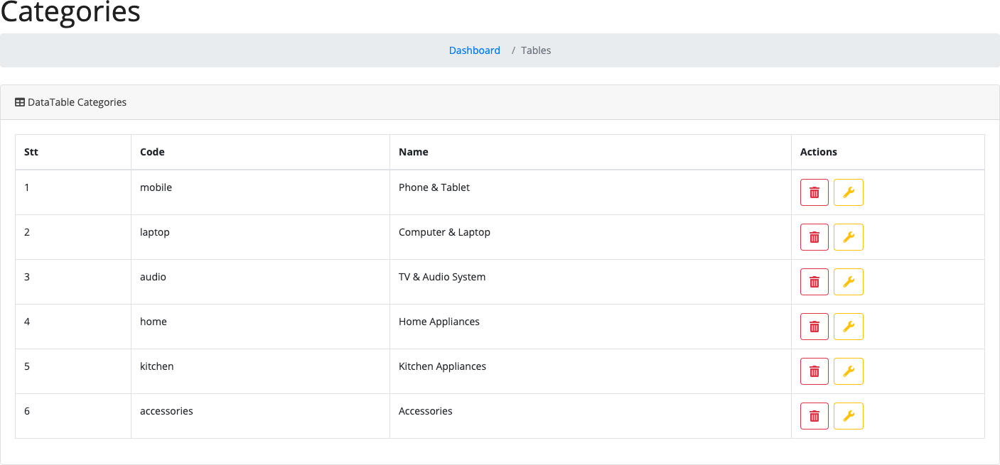 Categories
Dashboard / Tables
DataTable Categories
Stt Code Name Actions
1 mobile Phone & Tablet
2 laptop Computer & Laptop
3 audio TV & Audio System
4 home Home Appliances
5 kitchen Kitchen Appliances
6 accessories Accessories